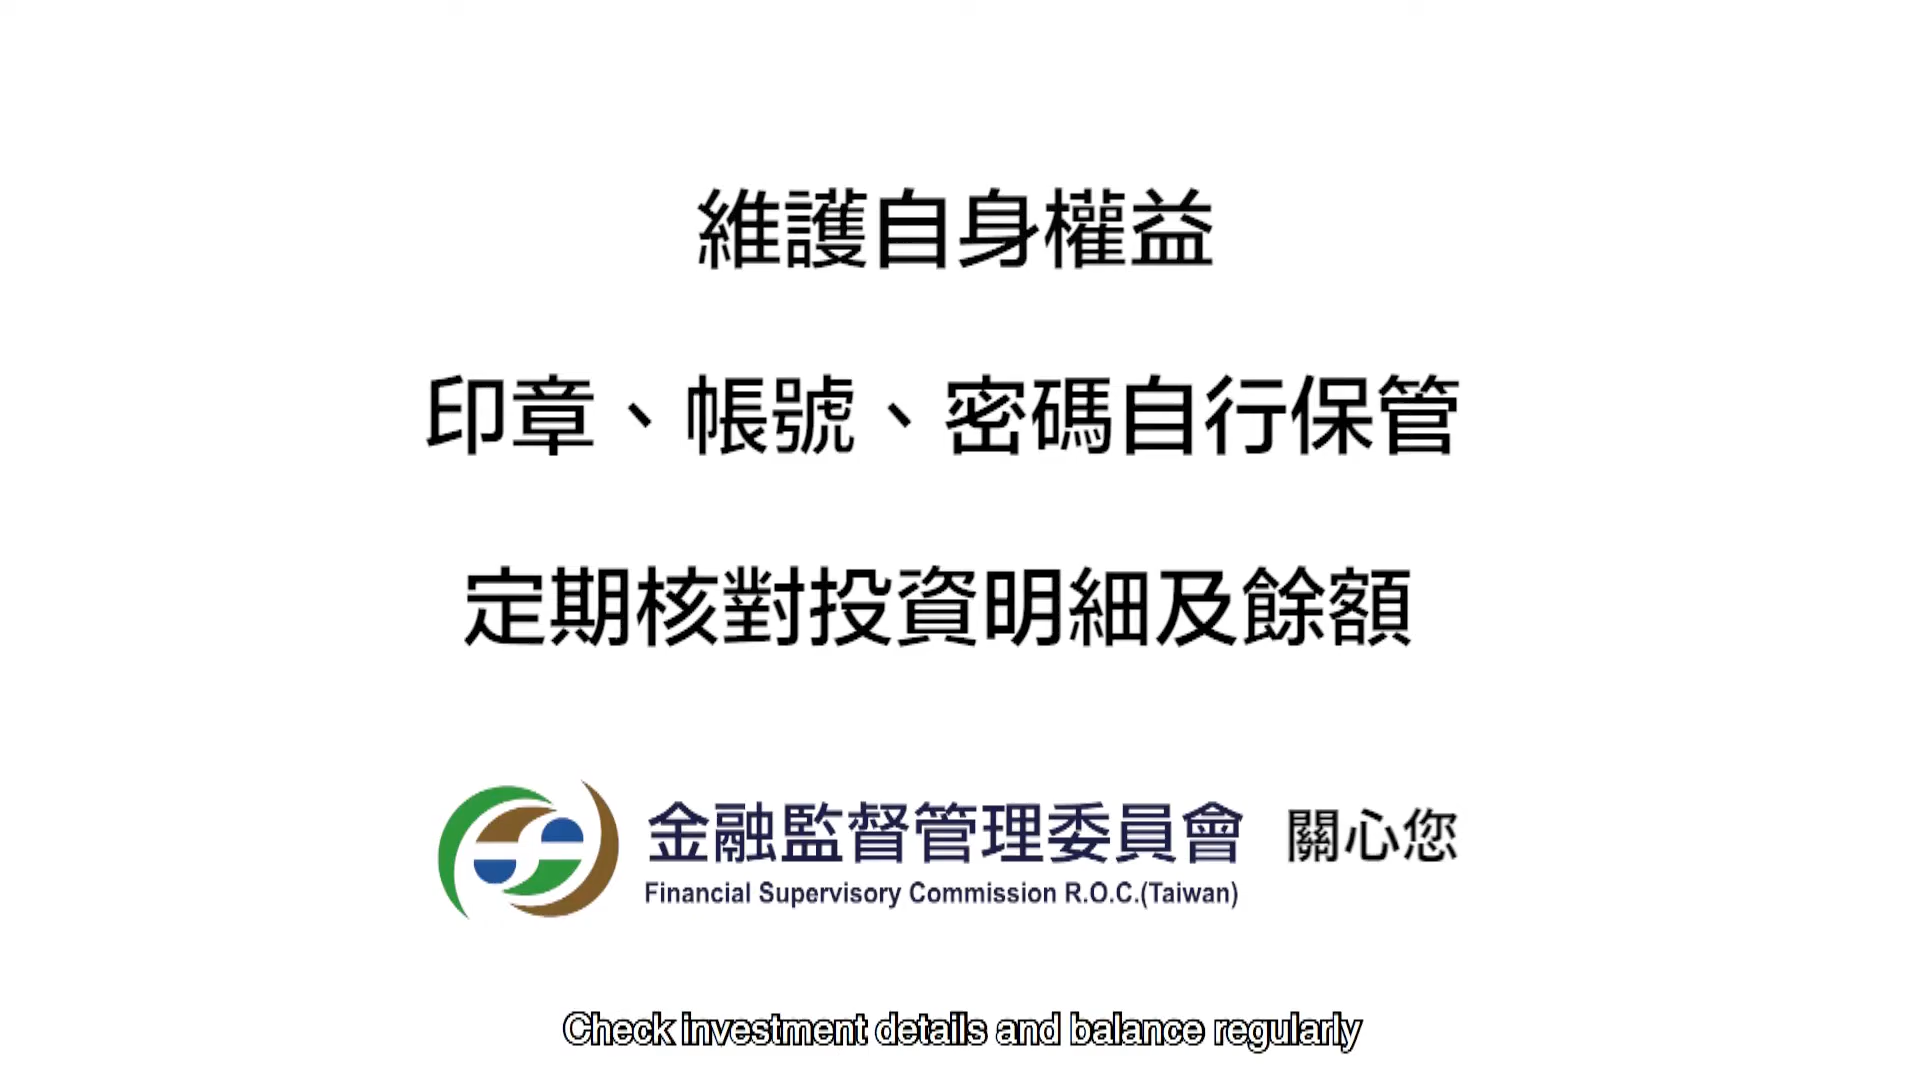 維護自身權益
印章、帳號、密碼自行保管
定期核對投資明細及餘額
金融監督管理委員會 關心您
Financial Supervisory Commission R.O.C.(Taiwan)
Check investment details and balance regularly